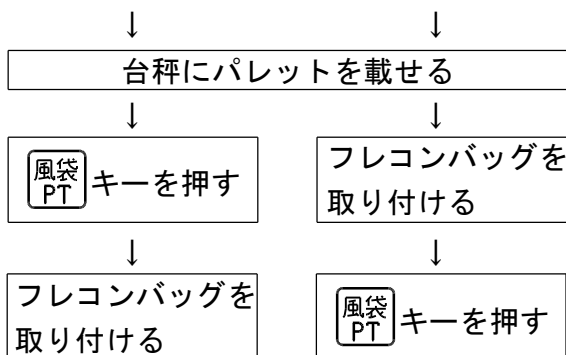 ↓ ↓
台秤にパレットを載せる
↓ ↓
風袋
PT
キーを押す
フレコンバッグを
取り付ける
↓ ↓
フレコンバッグを
取り付ける
風袋
PT
キーを押す